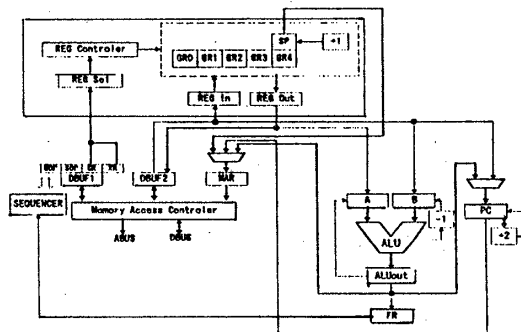 SP
+1
REG Controler
GR0 GR1 GR2 GR3 GR4
REG Sel
REG In
REG Out
DBUF1
DBUF2
MAR
SEQUENCER
Memory Access Controler
ABUS
DBUS
A
B
-1
ALU
PC
+2
ALUout
FR